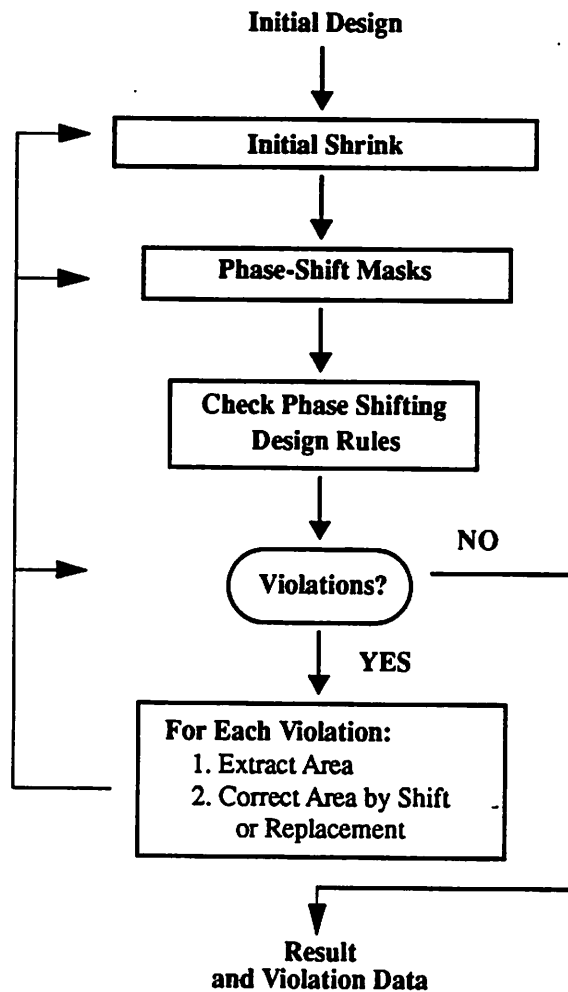 Initial Design
Initial Shrink
Phase-Shift Masks
Check Phase Shifting
Design Rules
Violations?
NO
YES
For Each Violation:
1. Extract Area
2. Correct Area by Shift
or Replacement
Result
and Violation Data